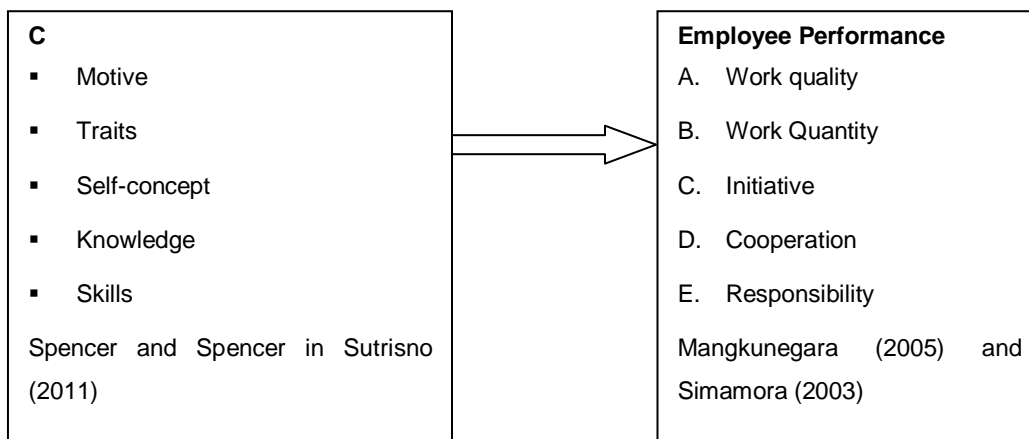 C
▪ Motive
▪ Traits
▪ Self-concept
▪ Knowledge
▪ Skills
Spencer and Spencer in Sutrisno
(2011)
Employee Performance
A. Work quality
B. Work Quantity
C. Initiative
D. Cooperation
E. Responsibility
Mangkunegara (2005) and
Simamora (2003)